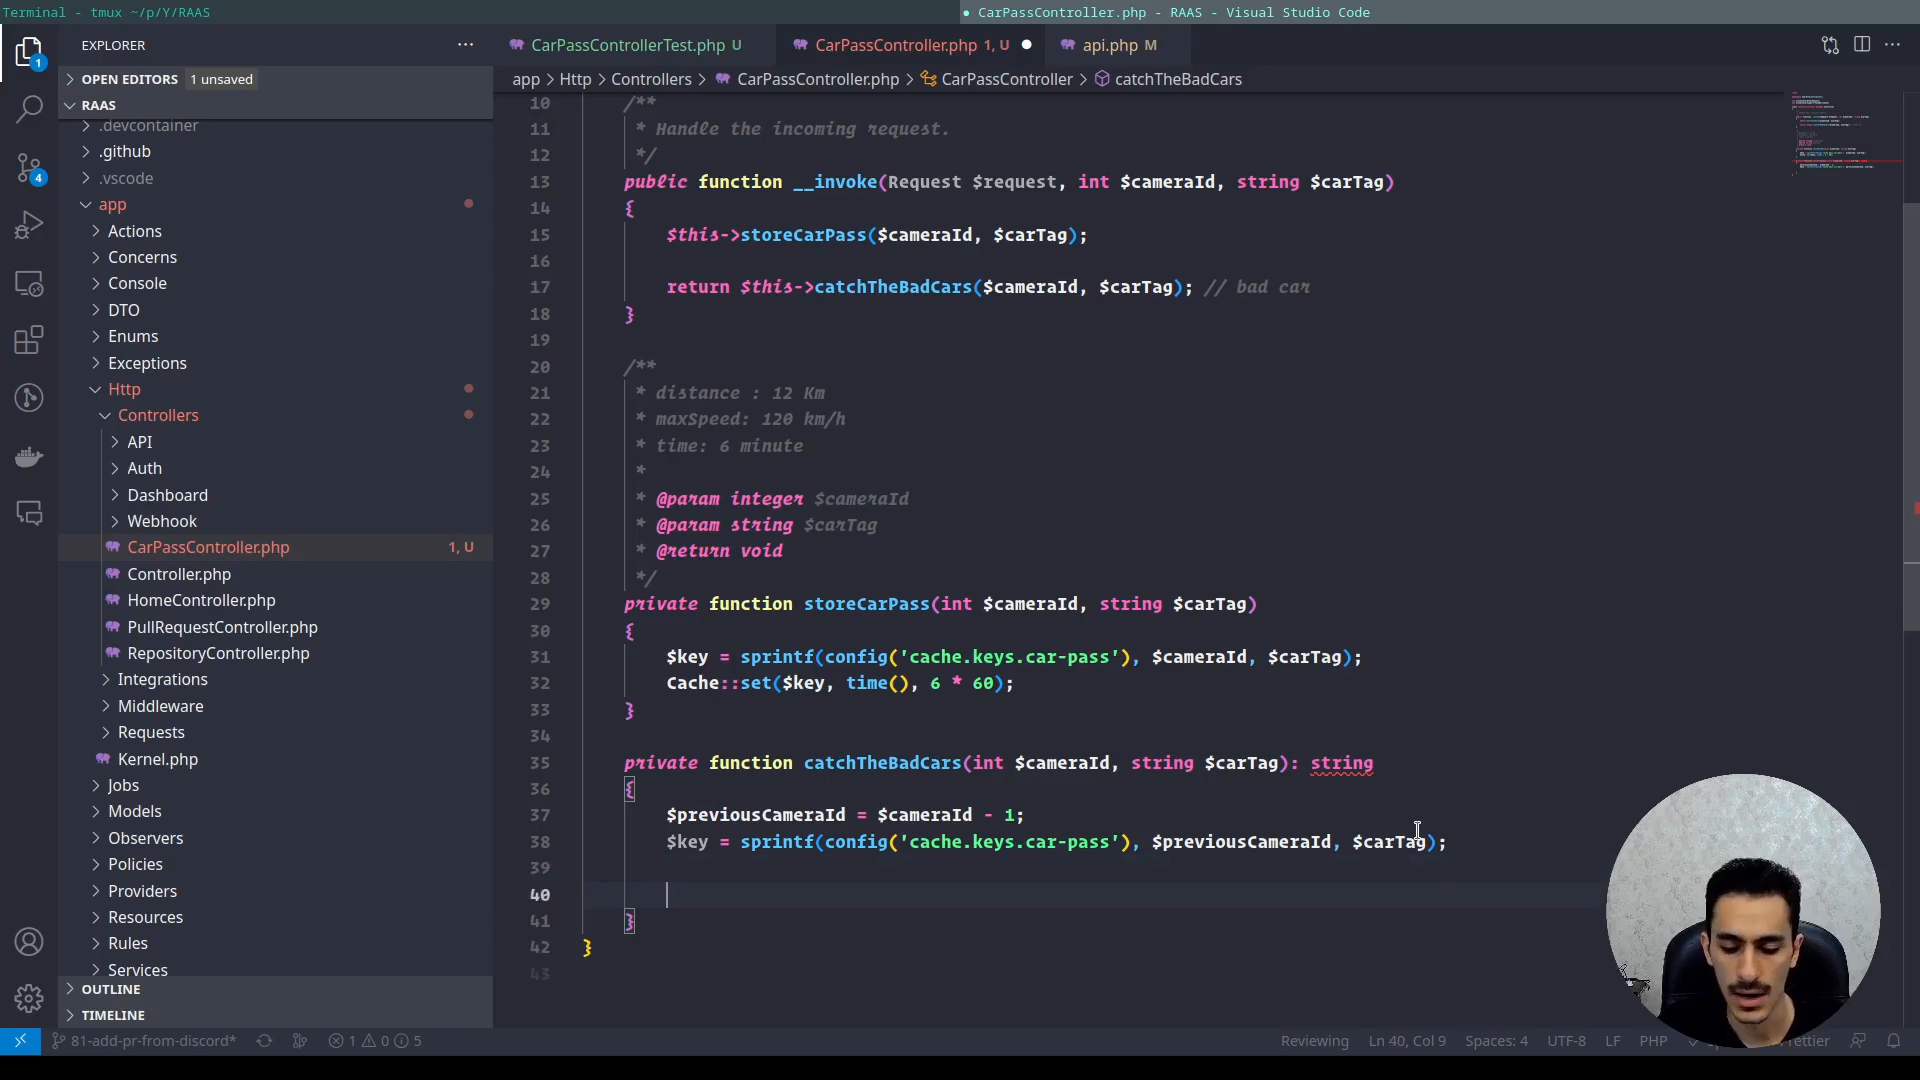 Terminal - tmux ~/p/Y/RAAS
● CarPassController.php - RAAS - Visual Studio Code
EXPLORER
OPEN EDITORS 1 unsaved
RAAS
.devcontainer
.github
.vscode
app
Actions
Concerns
Console
DTO
Enums
Exceptions
Http
Controllers
API
Auth
Dashboard
Webhook
CarPassController.php 1, U
Controller.php
HomeController.php
PullRequestController.php
RepositoryController.php
Integrations
Middleware
Requests
Kernel.php
Jobs
Models
Observers
Policies
Providers
Resources
Rules
Services
OUTLINE
TIMELINE
1
4
CarPassControllerTest.php U
CarPassController.php 1, U
api.php M
app > Http > Controllers > CarPassController.php > CarPassController > catchTheBadCars
10 /**
11 * Handle the incoming request.
12 */
13 public function __invoke(Request $request, int $cameraId, string $carTag)
14 {
15 $this->storeCarPass($cameraId, $carTag);
16
17 return $this->catchTheBadCars($cameraId, $carTag); // bad car
18 }
19
20 /**
21 * distance : 12 Km
22 * maxSpeed: 120 km/h
23 * time: 6 minute
24 *
25 * @param integer $cameraId
26 * @param string $carTag
27 * @return void
28 */
29 private function storeCarPass(int $cameraId, string $carTag)
30 {
31 $key = sprintf(config('cache.keys.car-pass'), $cameraId, $carTag);
32 Cache::set($key, time(), 6 * 60);
33 }
34
35 private function catchTheBadCars(int $cameraId, string $carTag): string
36 {
37 $previousCameraId = $cameraId - 1;
38 $key = sprintf(config('cache.keys.car-pass'), $previousCameraId, $carTag);
39
40
41 }
42 }
43
81-add-pr-from-discord* 1 0 5
Reviewing Ln 40, Col 9 Spaces: 4 UTF-8 LF PHP